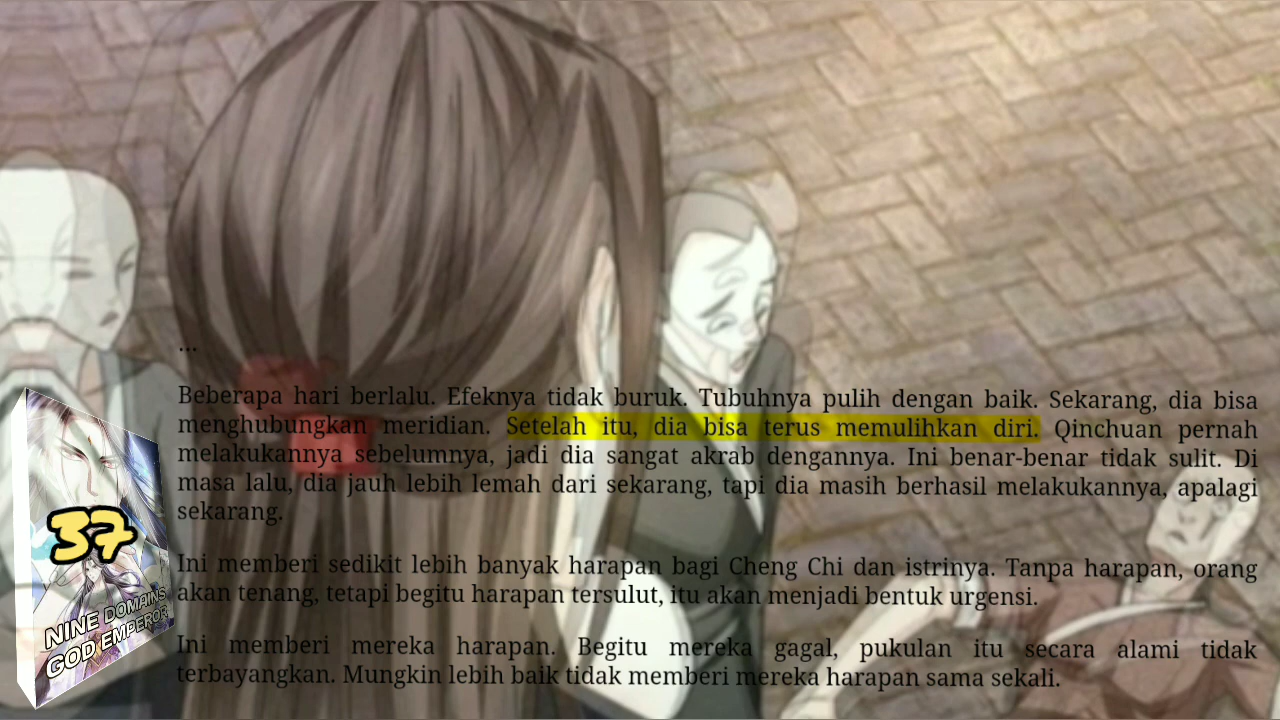 ...
Beberapa hari berlalu. Efeknya tidak buruk. Tubuhnya pulih dengan baik. Sekarang, dia bisa
menghubungkan meridian. Setelah itu, dia bisa terus memulihkan diri. Qinchuan pernah
melakukannya sebelumnya, jadi dia sangat akrab dengannya. Ini benar-benar tidak sulit. Di
masa lalu, dia jauh lebih lemah dari sekarang, tapi dia masih berhasil melakukannya, apalagi
sekarang.
Ini memberi sedikit lebih banyak harapan bagi Cheng Chi dan istrinya. Tanpa harapan, orang
akan tenang, tetapi begitu harapan tersulut, itu akan menjadi bentuk urgensi.
Ini memberi mereka harapan. Begitu mereka gagal, pukulan itu secara alami tidak
terbayangkan. Mungkin lebih baik tidak memberi mereka harapan sama sekali.
37
NINE DOMAINS
GOD EMPEROR